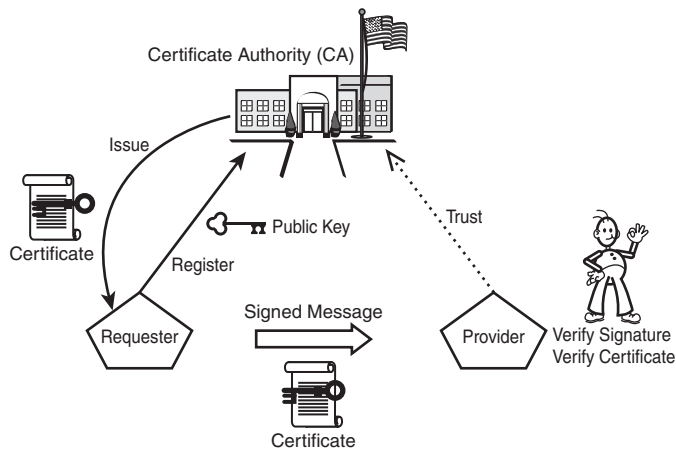 Certificate Authority (CA)
Issue
Certificate
Public Key
Register
Trust
Requester
Signed Message
Provider
Verify Signature
Verify Certificate
Certificate